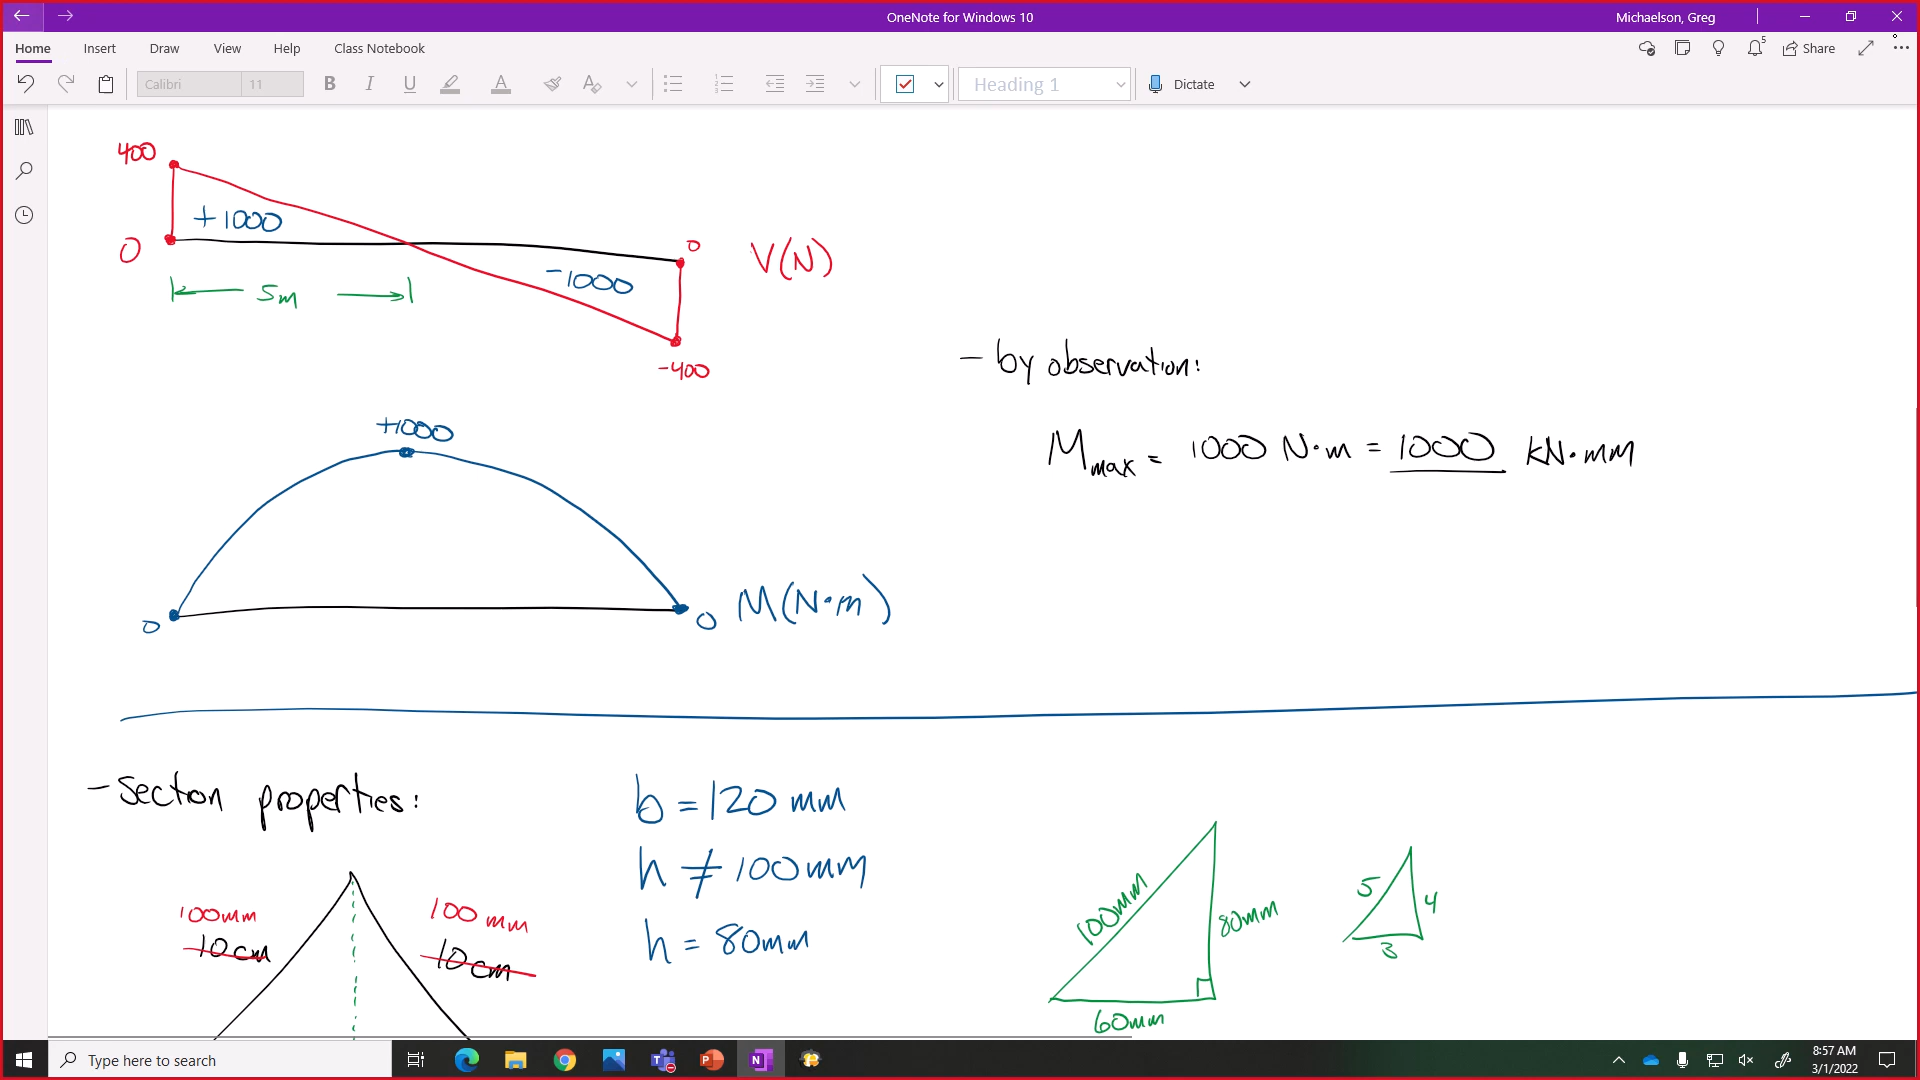 OneNote for Windows 10
Michaelson, Greg
Home Insert Draw View Help Class Notebook
5
Share
Calibri 11 B I U A Heading 1 Dictate
400
+1000
0
0
V(N)
-1000
5m
-400
- by observation:
+1000
Mmax = 1000 N·m = 1000 kN·mm
0
0
M(N·m)
- Section properties:
b = 120 mm
h ≠ 100mm
h = 80mm
100mm
10cm
100 mm
10cm
100mm
80mm
60mm
5
4
3
Type here to search
8:57 AM
3/1/2022